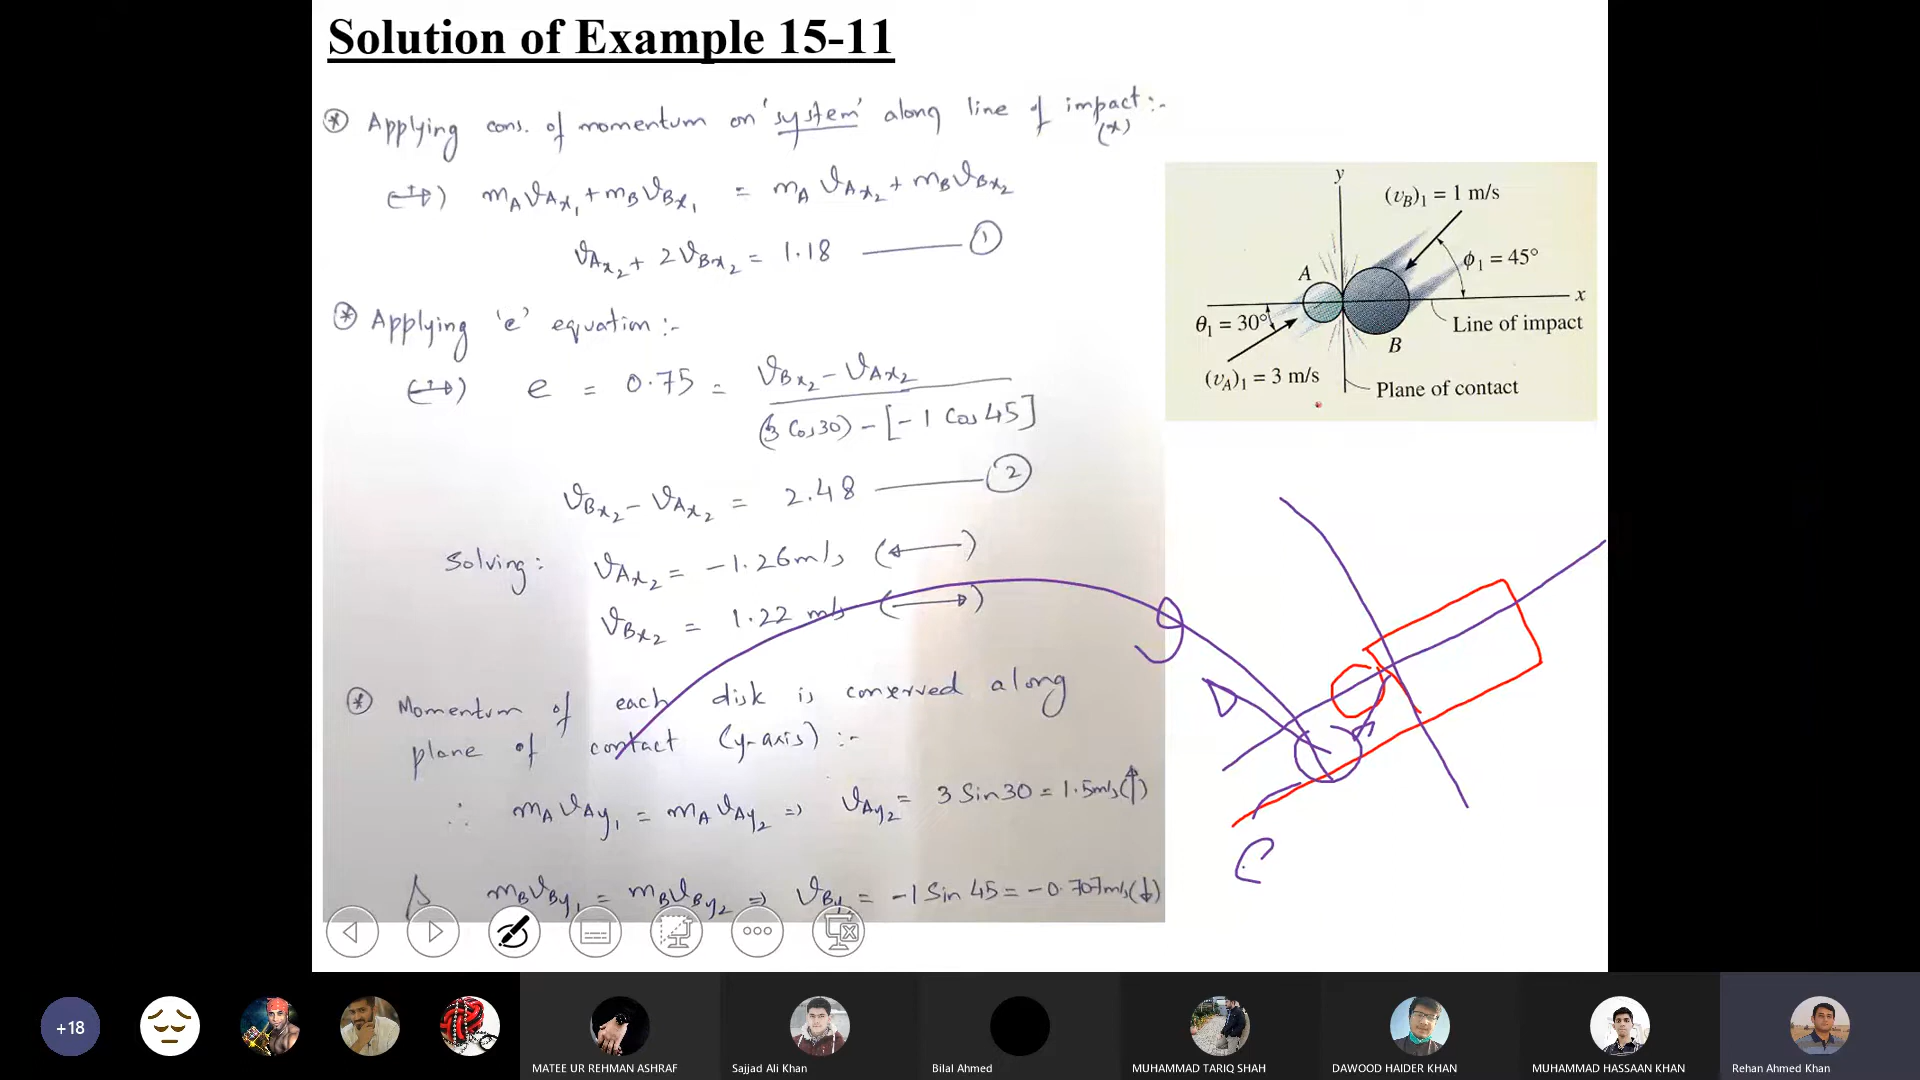 Solution of Example 15-11
⊛ Applying cons. of momentum on 'system' along line of impact:-
(x)
(→+) mAvAx1 + mBvBx1 = mAvAx2 + mBvBx2
vAx2 + 2vBx2 = 1.18 ——— ①
⊛ Applying 'e' equation:-
(→+) e = 0.75 = vBx2 - vAx2 / (3 Cos30) - [-1 Cos45]
vBx2 - vAx2 = 2.48 ——— ②
Solving: vAx2 = -1.26m/s (←)
vBx2 = 1.22 m/s (→)
⊛ Momentum of each disk is conserved along
plane of contact (y-axis):-
∴ mAvAy1 = mAvAy2 => vAy2 = 3 Sin30 = 1.5m/s(↑)
mBvBy1 = mBvBy2 => vBy = -1 Sin 45 = -0.707m/s(↓)
y
(vB)1 = 1 m/s
ϕ1 = 45°
A
x
θ1 = 30°
Line of impact
B
(vA)1 = 3 m/s
Plane of contact
+18
MATEE UR REHMAN ASHRAF
Sajjad Ali Khan
Bilal Ahmed
MUHAMMAD TARIQ SHAH
DAWOOD HAIDER KHAN
MUHAMMAD HASSAAN KHAN
Rehan Ahmed Khan